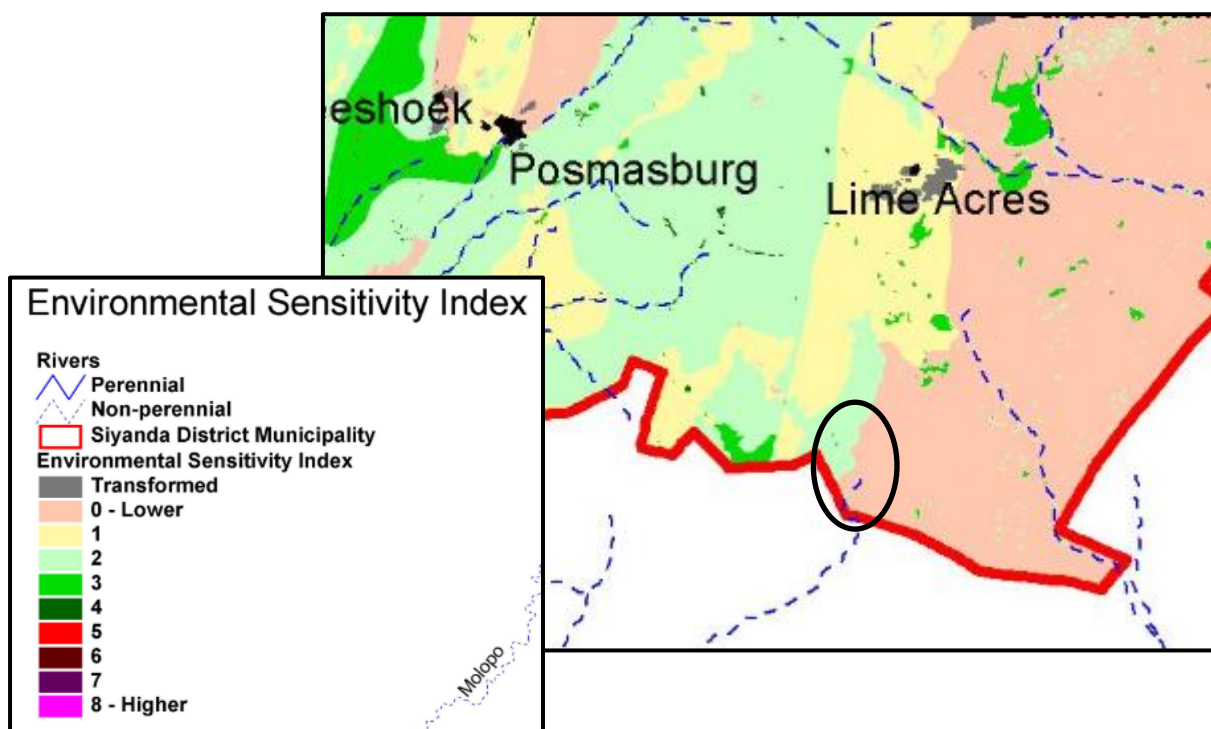 eeshoek
Posmasburg
Lime Acres
Environmental Sensitivity Index
Rivers
Perennial
Non-perennial
Siyanda District Municipality
Environmental Sensitivity Index
Transformed
0 - Lower
1
2
3
4
5
6
7
8 - Higher
Molopo